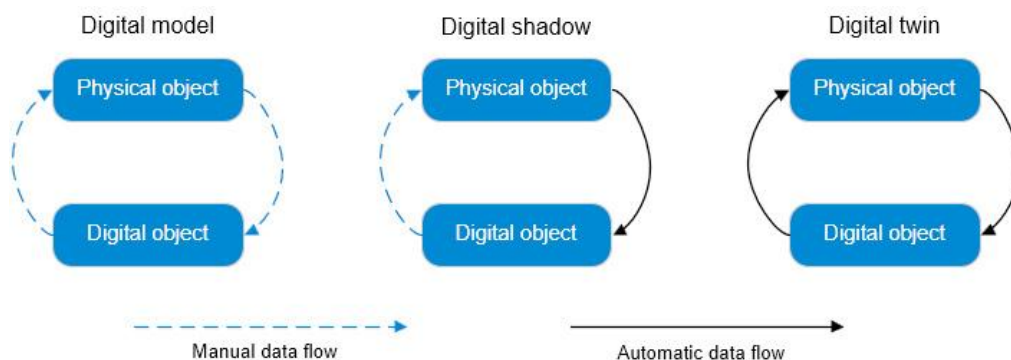 Digital model
Digital shadow
Digital twin
Physical object
Physical object
Physical object
Digital object
Digital object
Digital object
Manual data flow
Automatic data flow